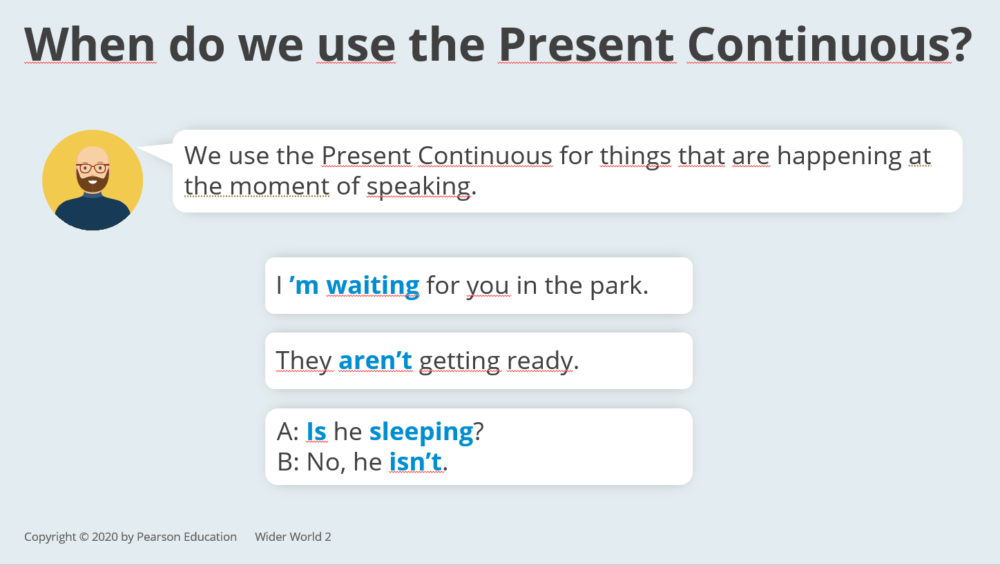 When do we use the Present Continuous?
We use the Present Continuous for things that are happening at
the moment of speaking.
I ’m waiting for you in the park.
They aren’t getting ready.
A: Is he sleeping?
B: No, he isn’t.
Copyright © 2020 by Pearson Education Wider World 2